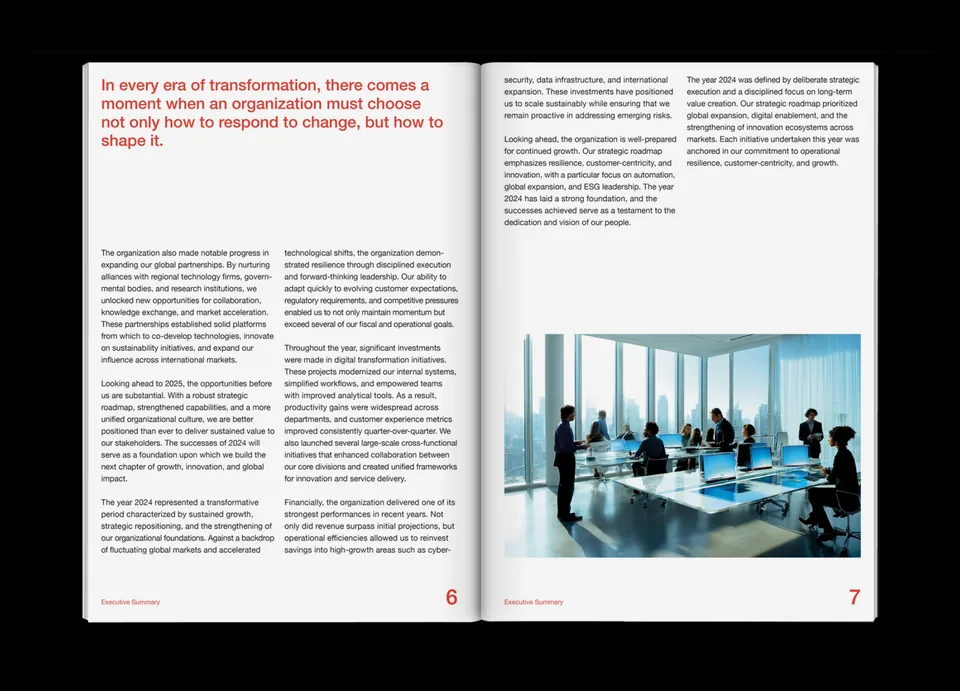 In every era of transformation, there comes a
moment when an organization must choose
not only how to respond to change, but how to
shape it.
The organization also made notable progress in
expanding our global partnerships. By nurturing
alliances with regional technology firms, govern-
mental bodies, and research institutions, we
unlocked new opportunities for collaboration,
knowledge exchange, and market acceleration.
These partnerships established solid platforms
from which to co-develop technologies, innovate
on sustainability initiatives, and expand our
influence across international markets.
Looking ahead to 2025, the opportunities before
us are substantial. With a robust strategic
roadmap, strengthened capabilities, and a more
unified organizational culture, we are better
positioned than ever to deliver sustained value to
our stakeholders. The successes of 2024 will
serve as a foundation upon which we build the
next chapter of growth, innovation, and global
impact.
The year 2024 represented a transformative
period characterized by sustained growth,
strategic repositioning, and the strengthening of
our organizational foundations. Against a backdrop
of fluctuating global markets and accelerated
technological shifts, the organization demon-
strated resilience through disciplined execution
and forward-thinking leadership. Our ability to
adapt quickly to evolving customer expectations,
regulatory requirements, and competitive pressures
enabled us to not only maintain momentum but
exceed several of our fiscal and operational goals.
Throughout the year, significant investments
were made in digital transformation initiatives.
These projects modernized our internal systems,
simplified workflows, and empowered teams
with improved analytical tools. As a result,
productivity gains were widespread across
departments, and customer experience metrics
improved consistently quarter-over-quarter. We
also launched several large-scale cross-functional
initiatives that enhanced collaboration between
our core divisions and created unified frameworks
for innovation and service delivery.
Financially, the organization delivered one of its
strongest performances in recent years. Not
only did revenue surpass initial projections, but
operational efficiencies allowed us to reinvest
savings into high-growth areas such as cyber-
Executive Summary
6
security, data infrastructure, and international
expansion. These investments have positioned
us to scale sustainably while ensuring that we
remain proactive in addressing emerging risks.
Looking ahead, the organization is well-prepared
for continued growth. Our strategic roadmap
emphasizes resilience, customer-centricity, and
innovation, with a particular focus on automation,
global expansion, and ESG leadership. The year
2024 has laid a strong foundation, and the
successes achieved serve as a testament to the
dedication and vision of our people.
The year 2024 was defined by deliberate strategic
execution and a disciplined focus on long-term
value creation. Our strategic roadmap prioritized
global expansion, digital enablement, and the
strengthening of innovation ecosystems across
markets. Each initiative undertaken this year was
anchored in our commitment to operational
resilience, customer-centricity, and growth.
Executive Summary
7